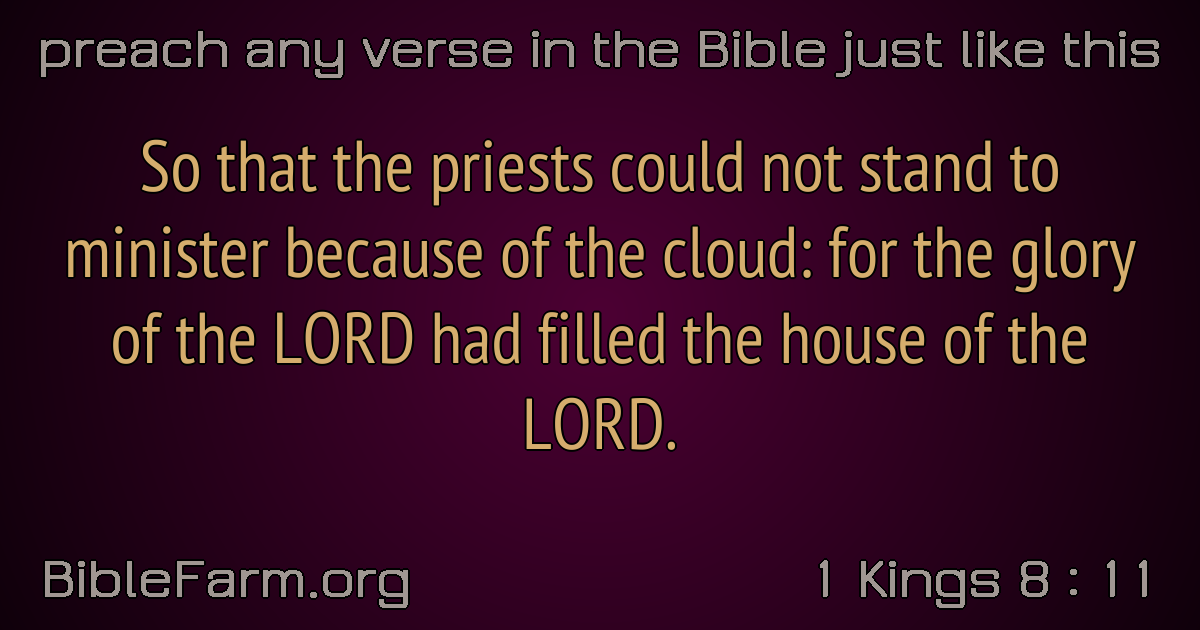 preach any verse in the Bible just like this
So that the priests could not stand to
minister because of the cloud: for the glory
of the LORD had filled the house of the
LORD.
BibleFarm.org
1 Kings 8 : 11